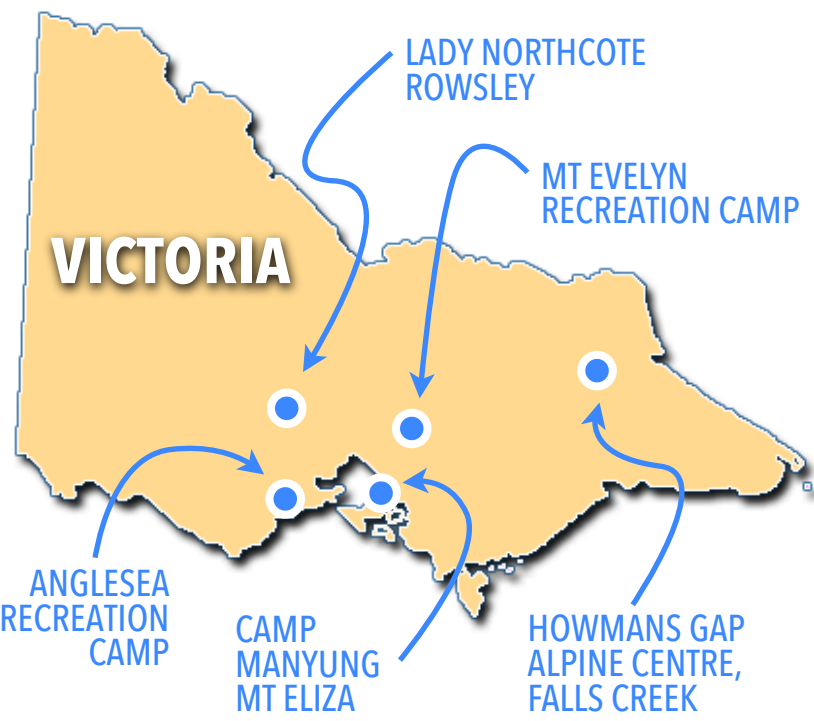 LADY NORTHCOTE
ROWSLEY
MT EVELYN
RECREATION CAMP
VICTORIA
ANGLESEA
RECREATION
CAMP
CAMP
MANYUNG
MT ELIZA
HOWMANS GAP
ALPINE CENTRE,
FALLS CREEK